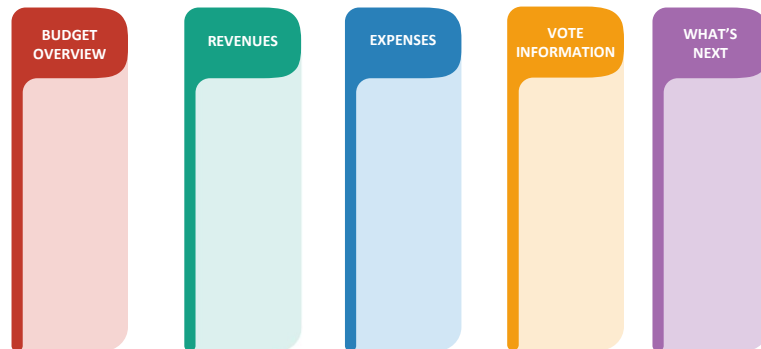 BUDGET
OVERVIEW
REVENUES
EXPENSES
VOTE
INFORMATION
WHAT'S
NEXT